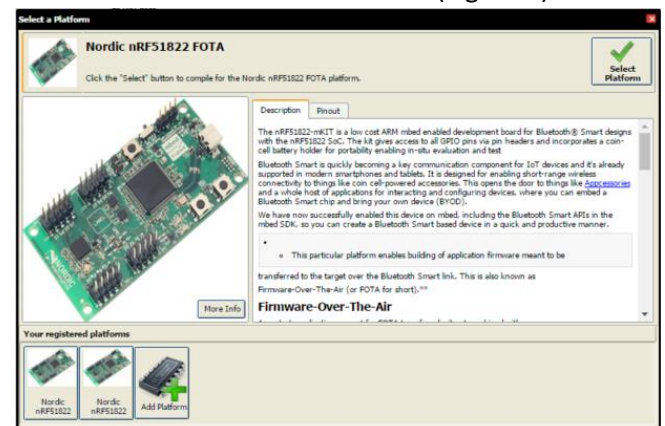 Select a Platform
Nordic nRF51822 FOTA
Click the "Select" button to compile for the Nordic nRF51822 FOTA platform.
Select
Platform
Description
Pinout
The nRF51822-mKIT is a low cost ARM mbed enabled development board for Bluetooth® Smart designs
with the nRF51822 SoC. The kit gives access to all GPIO pins via pin headers and incorporates a coin-
cell battery holder for portability enabling in-situ evaluation and test
Bluetooth Smart is quickly becoming a key communication component for IoT devices and it's already
supported in modern smartphones and tablets. It is designed for enabling short-range wireless
connectivity to things like coin cell-powered accessories. This opens the door to things like Appcessories
and a whole host of applications for interacting and configuring devices, where you can embed a
Bluetooth Smart chip and bring your own device (BYOD).
We have now successfully enabled this device on mbed, including the Bluetooth Smart APIs in the
mbed SDK, so you can create a Bluetooth Smart based device in a quick and productive manner.
This particular platform enables building of application firmware meant to be
transferred to the target over the Bluetooth Smart link. This is also known as
Firmware-Over-The-Air (or FOTA for short).**
Firmware-Over-The-Air
More Info
Your registered platforms
Nordic
nRF51822
Nordic
nRF51822
Add Platform